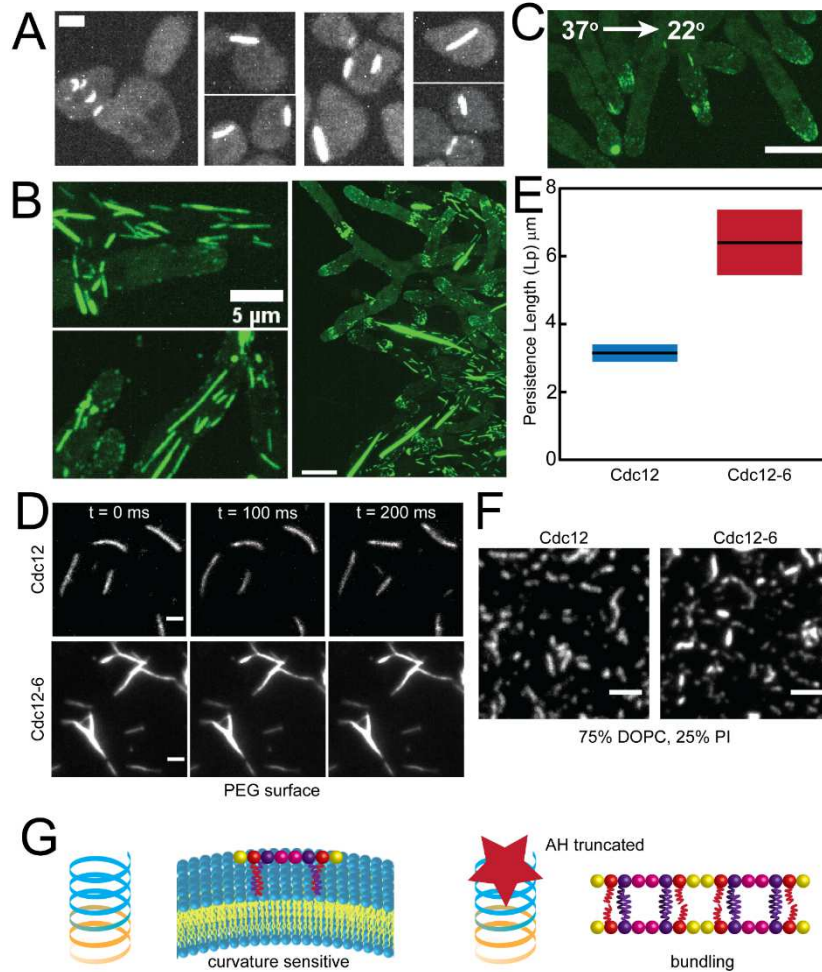 A
B
5 µm
C
37° → 22°
D
t = 0 ms
t = 100 ms
t = 200 ms
Cdc12
Cdc12-6
PEG surface
E
Persistence Length (Lp) µm
8
6
4
2
0
Cdc12
Cdc12-6
F
Cdc12
Cdc12-6
75% DOPC, 25% PI
G
curvature sensitive
AH truncated
bundling